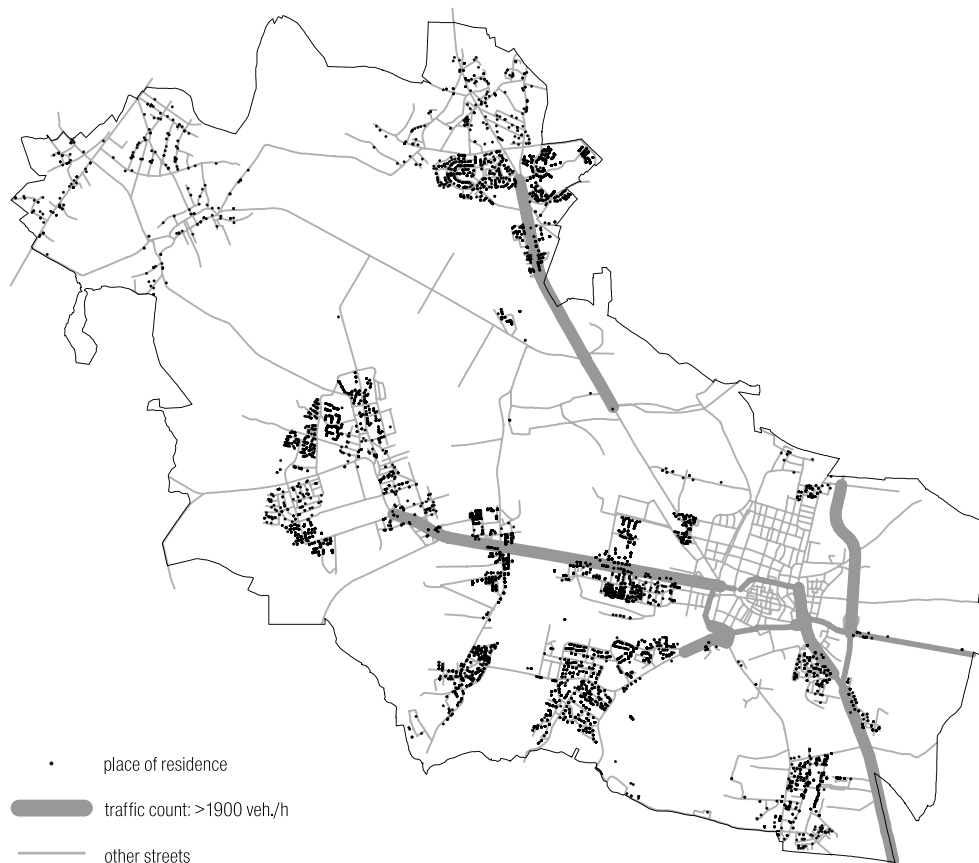 place of residence
traffic count: >1900 veh./h
other streets